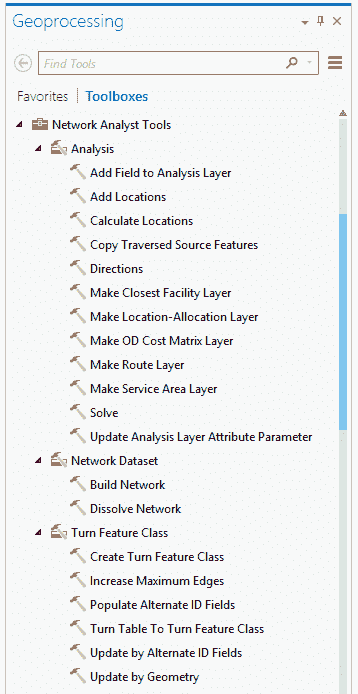 Geoprocessing
Find Tools
Favorites Toolboxes
Network Analyst Tools
Analysis
Add Field to Analysis Layer
Add Locations
Calculate Locations
Copy Traversed Source Features
Directions
Make Closest Facility Layer
Make Location-Allocation Layer
Make OD Cost Matrix Layer
Make Route Layer
Make Service Area Layer
Solve
Update Analysis Layer Attribute Parameter
Network Dataset
Build Network
Dissolve Network
Turn Feature Class
Create Turn Feature Class
Increase Maximum Edges
Populate Alternate ID Fields
Turn Table To Turn Feature Class
Update by Alternate ID Fields
Update by Geometry